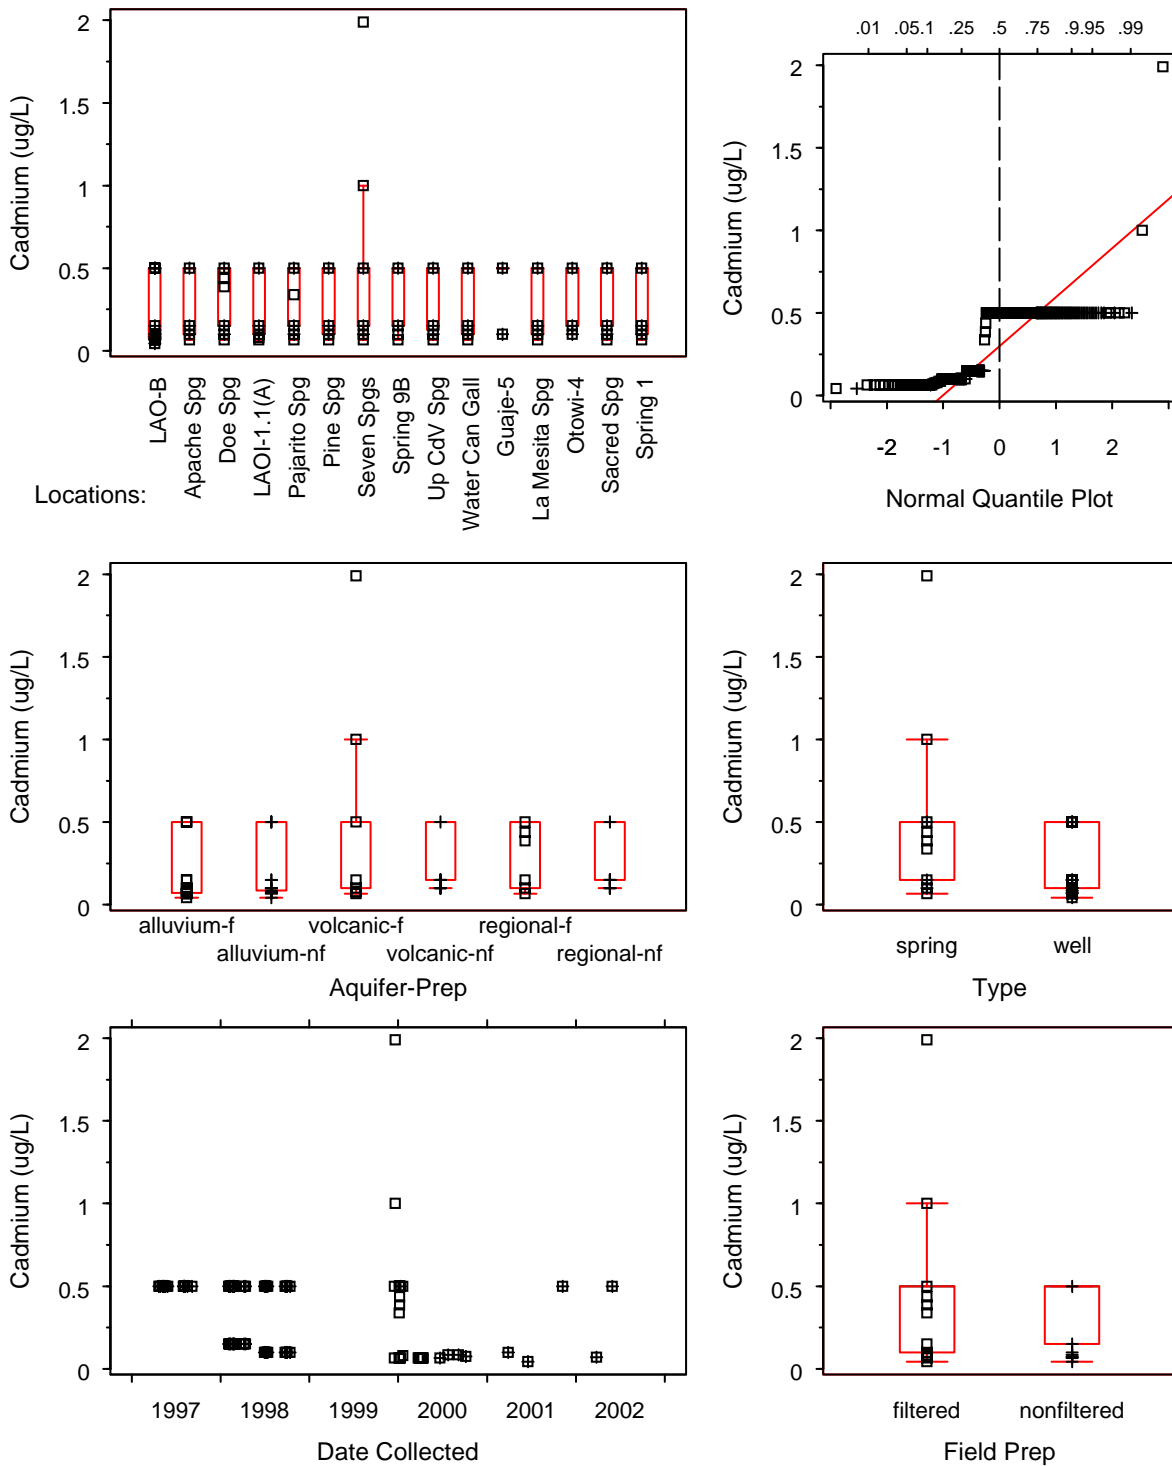 Cadmium (ug/L)
2
1.5
1
0.5
0
LAO-B
Apache Spg
Doe Spg
LAOI-1.1(A)
Pajarito Spg
Pine Spg
Seven Spgs
Spring 9B
Up CdV Spg
Water Can Gall
Guaje-5
La Mesita Spg
Otowi-4
Sacred Spg
Spring 1
Locations:
.01 .05 .1 .25 .5 .75 .9 .95 .99
Cadmium (ug/L)
2
1.5
1
0.5
0
-2 -1 0 1 2
Normal Quantile Plot
Cadmium (ug/L)
2
1.5
1
0.5
0
alluvium-f volcanic-f regional-f
alluvium-nf volcanic-nf regional-nf
Aquifer-Prep
Cadmium (ug/L)
2
1.5
1
0.5
0
spring well
Type
Cadmium (ug/L)
2
1.5
1
0.5
0
1997 1998 1999 2000 2001 2002
Date Collected
Cadmium (ug/L)
2
1.5
1
0.5
0
filtered nonfiltered
Field Prep